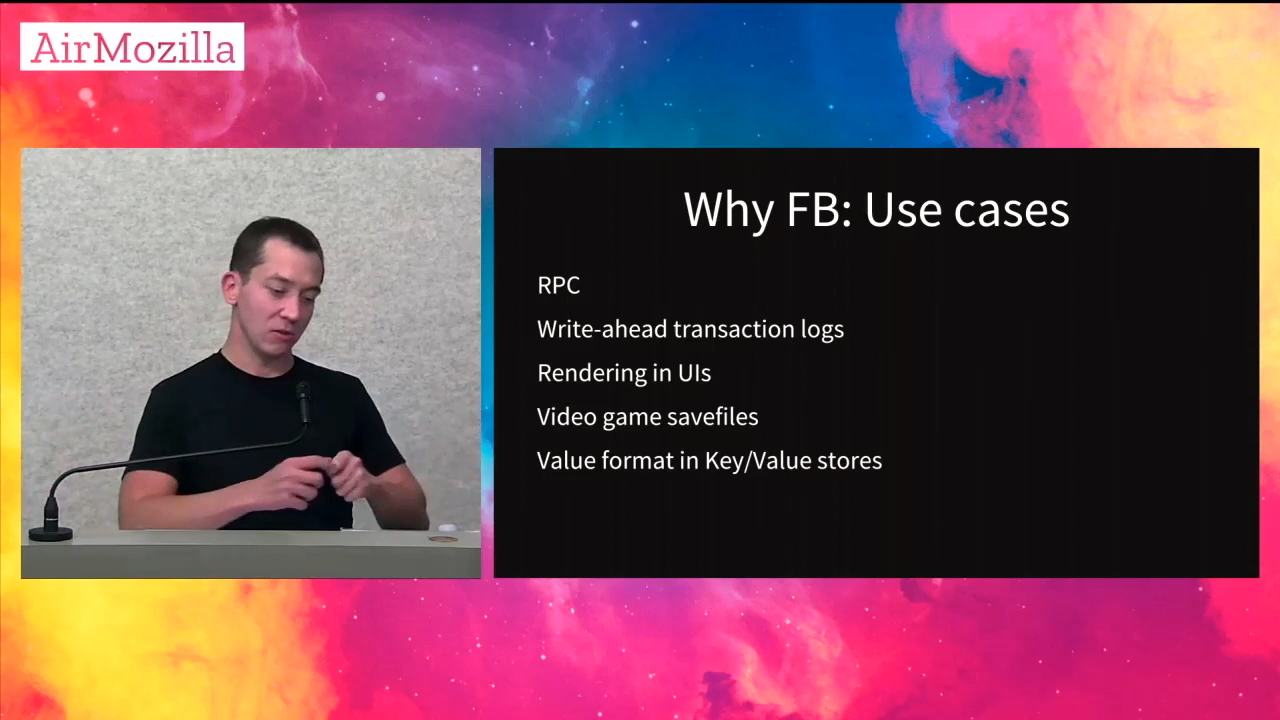 AirMozilla
Why FB: Use cases
RPC
Write-ahead transaction logs
Rendering in UIs
Video game savefiles
Value format in Key/Value stores